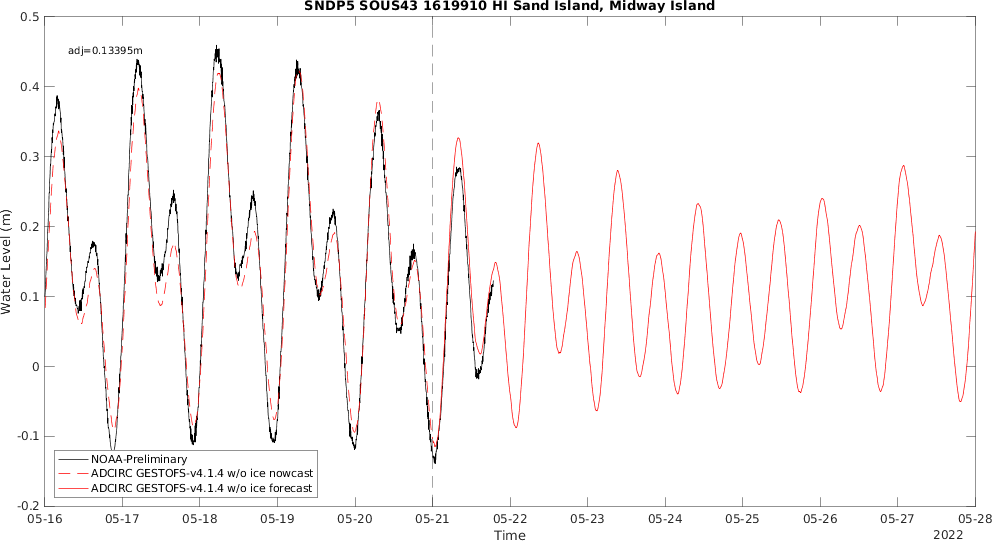 SNDP5 SOUS43 1619910 HI Sand Island, Midway Island
0.5
adj=0.13395m
0.4
0.3
0.2
Water Level (m)
0.1
0
-0.1
NOAA-Preliminary
ADCIRC GESTOFS-v4.1.4 w/o ice nowcast
ADCIRC GESTOFS-v4.1.4 w/o ice forecast
-0.2
05-16 05-17 05-18 05-19 05-20 05-21 05-22 05-23 05-24 05-25 05-26 05-27 05-28
Time
2022